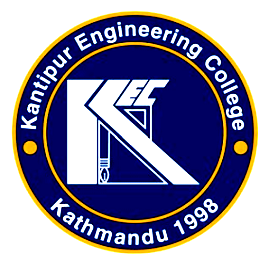 Kantipur Engineering College
KEC
Kathmandu 1998